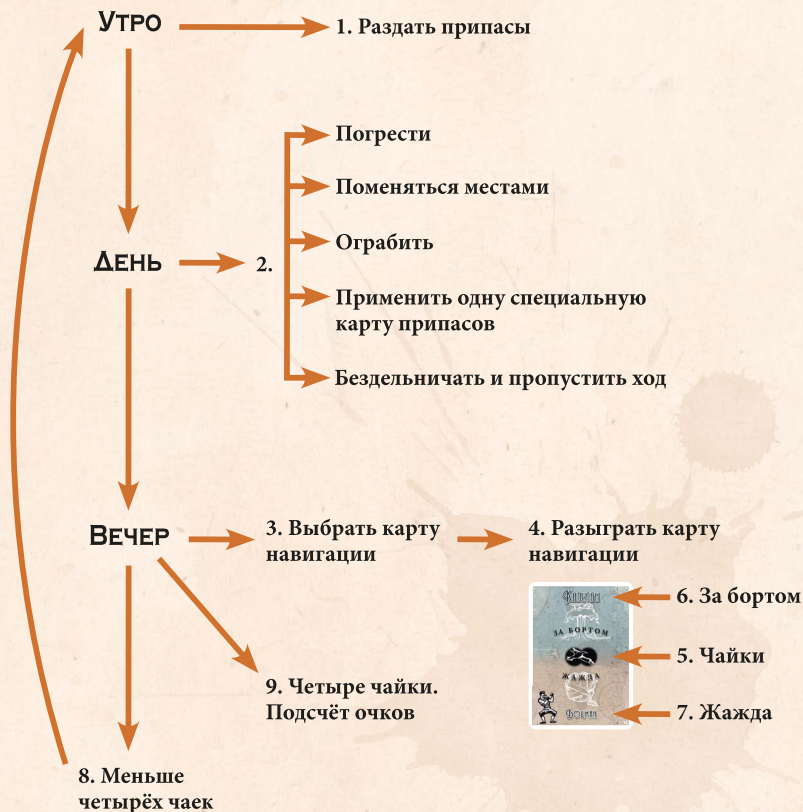 Утро
1. Раздать припасы
Погрести
Поменяться местами
День
2.
Ограбить
Применить одну специальную
карту припасов
Бездельничать и пропустить ход
Вечер
3. Выбрать карту
навигации
4. Разыграть карту
навигации
Капитан
6. За бортом
ЗА БОРТОМ
5. Чайки
ЖАЖДА
Боцман
7. Жажда
9. Четыре чайки.
Подсчёт очков
8. Меньше
четырёх чаек